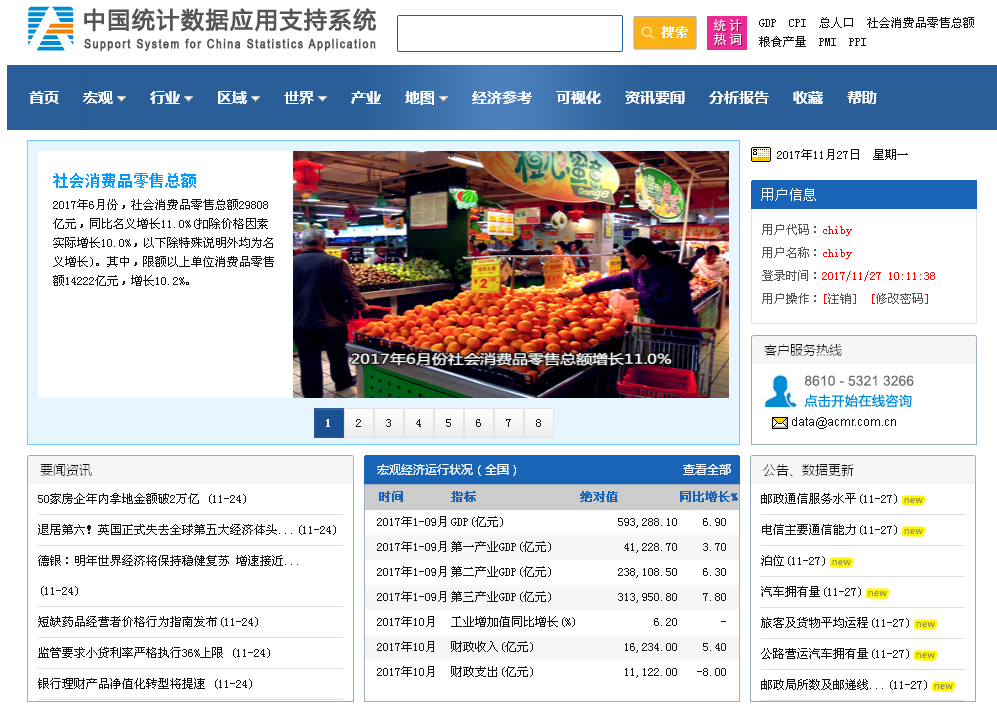 中国统计数据应用支持系统
Support System for China Statistics Application
搜索
统计
热词
GDP CPI 总人口 社会消费品零售总额
粮食产量 PMI PPI
首页 宏观 行业 区域 世界 产业 地图 经济参考 可视化 资讯要闻 分析报告 收藏 帮助
社会消费品零售总额
2017年6月份，社会消费品零售总额29808
亿元，同比名义增长11.0%(扣除价格因素
实际增长10.0%，以下除特殊说明外均为名
义增长)。其中，限额以上单位消费品零售
额14222亿元，增长10.2%。
2017年6月份社会消费品零售总额增长11.0%
1 2 3 4 5 6 7 8
2017年11月27日 星期一
用户信息
用户代码：chiby
用户名称：chiby
登录时间：2017/11/27 10:11:38
用户操作：[注销] [修改密码]
客户服务热线
8610 - 5321 3266
点击开始在线咨询
data@acmr.com.cn
要闻资讯
50家房企年内拿地金额破2万亿 (11-24)
退居第六！英国正式失去全球第五大经济体头... (11-24)
德银：明年世界经济将保持稳健复苏 增速接近...
(11-24)
短缺药品经营者价格行为指南发布(11-24)
监管要求小贷利率严格执行36%上限 (11-24)
银行理财产品净值化转型将提速 (11-24)
宏观经济运行状况（全国） 查看全部
时间 指标 绝对值 同比增长%
2017年1-09月 GDP(亿元) 593,288.10 6.90
2017年1-09月 第一产业GDP(亿元) 41,228.70 3.70
2017年1-09月 第二产业GDP(亿元) 238,108.50 6.30
2017年1-09月 第三产业GDP(亿元) 313,950.80 7.80
2017年10月 工业增加值同比增长(%) 6.20 -
2017年10月 财政收入(亿元) 16,234.00 5.40
2017年10月 财政支出(亿元) 11,122.00 -8.00
公告、数据更新
邮政通信服务水平(11-27) new
电信主要通信能力(11-27) new
泊位(11-27) new
汽车拥有量(11-27) new
旅客及货物平均运程(11-27) new
公路营运汽车拥有量(11-27) new
邮政局所数及邮递线... (11-27) new